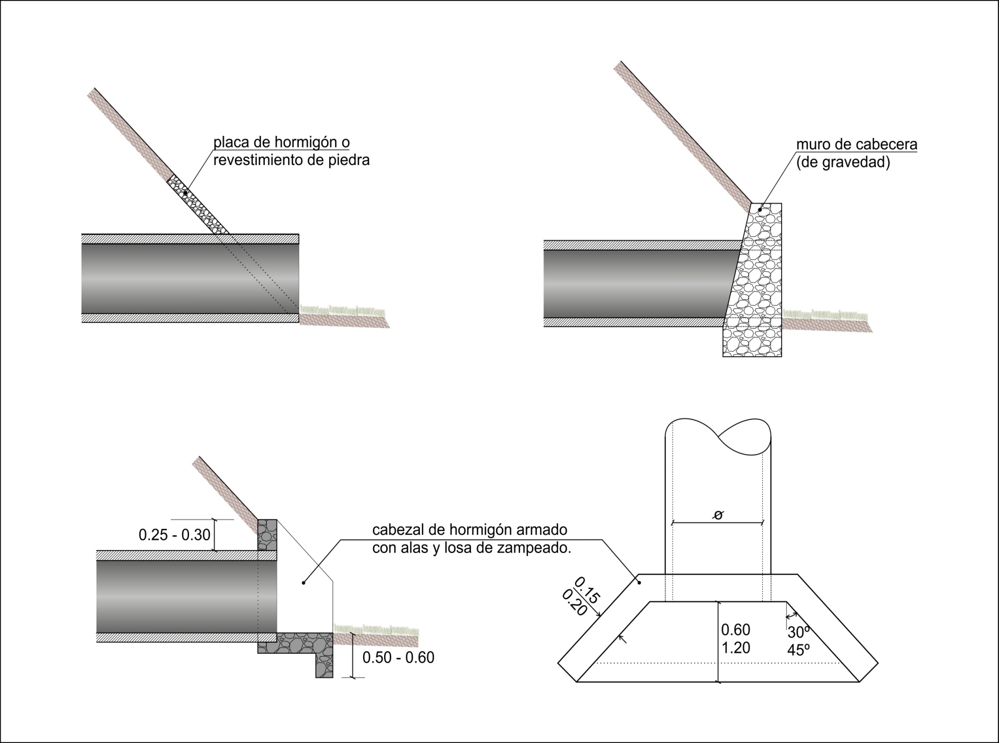 placa de hormigón o
revestimiento de piedra
muro de cabecera
(de gravedad)
0.25 - 0.30
cabezal de hormigón armado
con alas y losa de zampeado.
0.50 - 0.60
ø
0.15
0.20
0.60
1.20
30º
45º